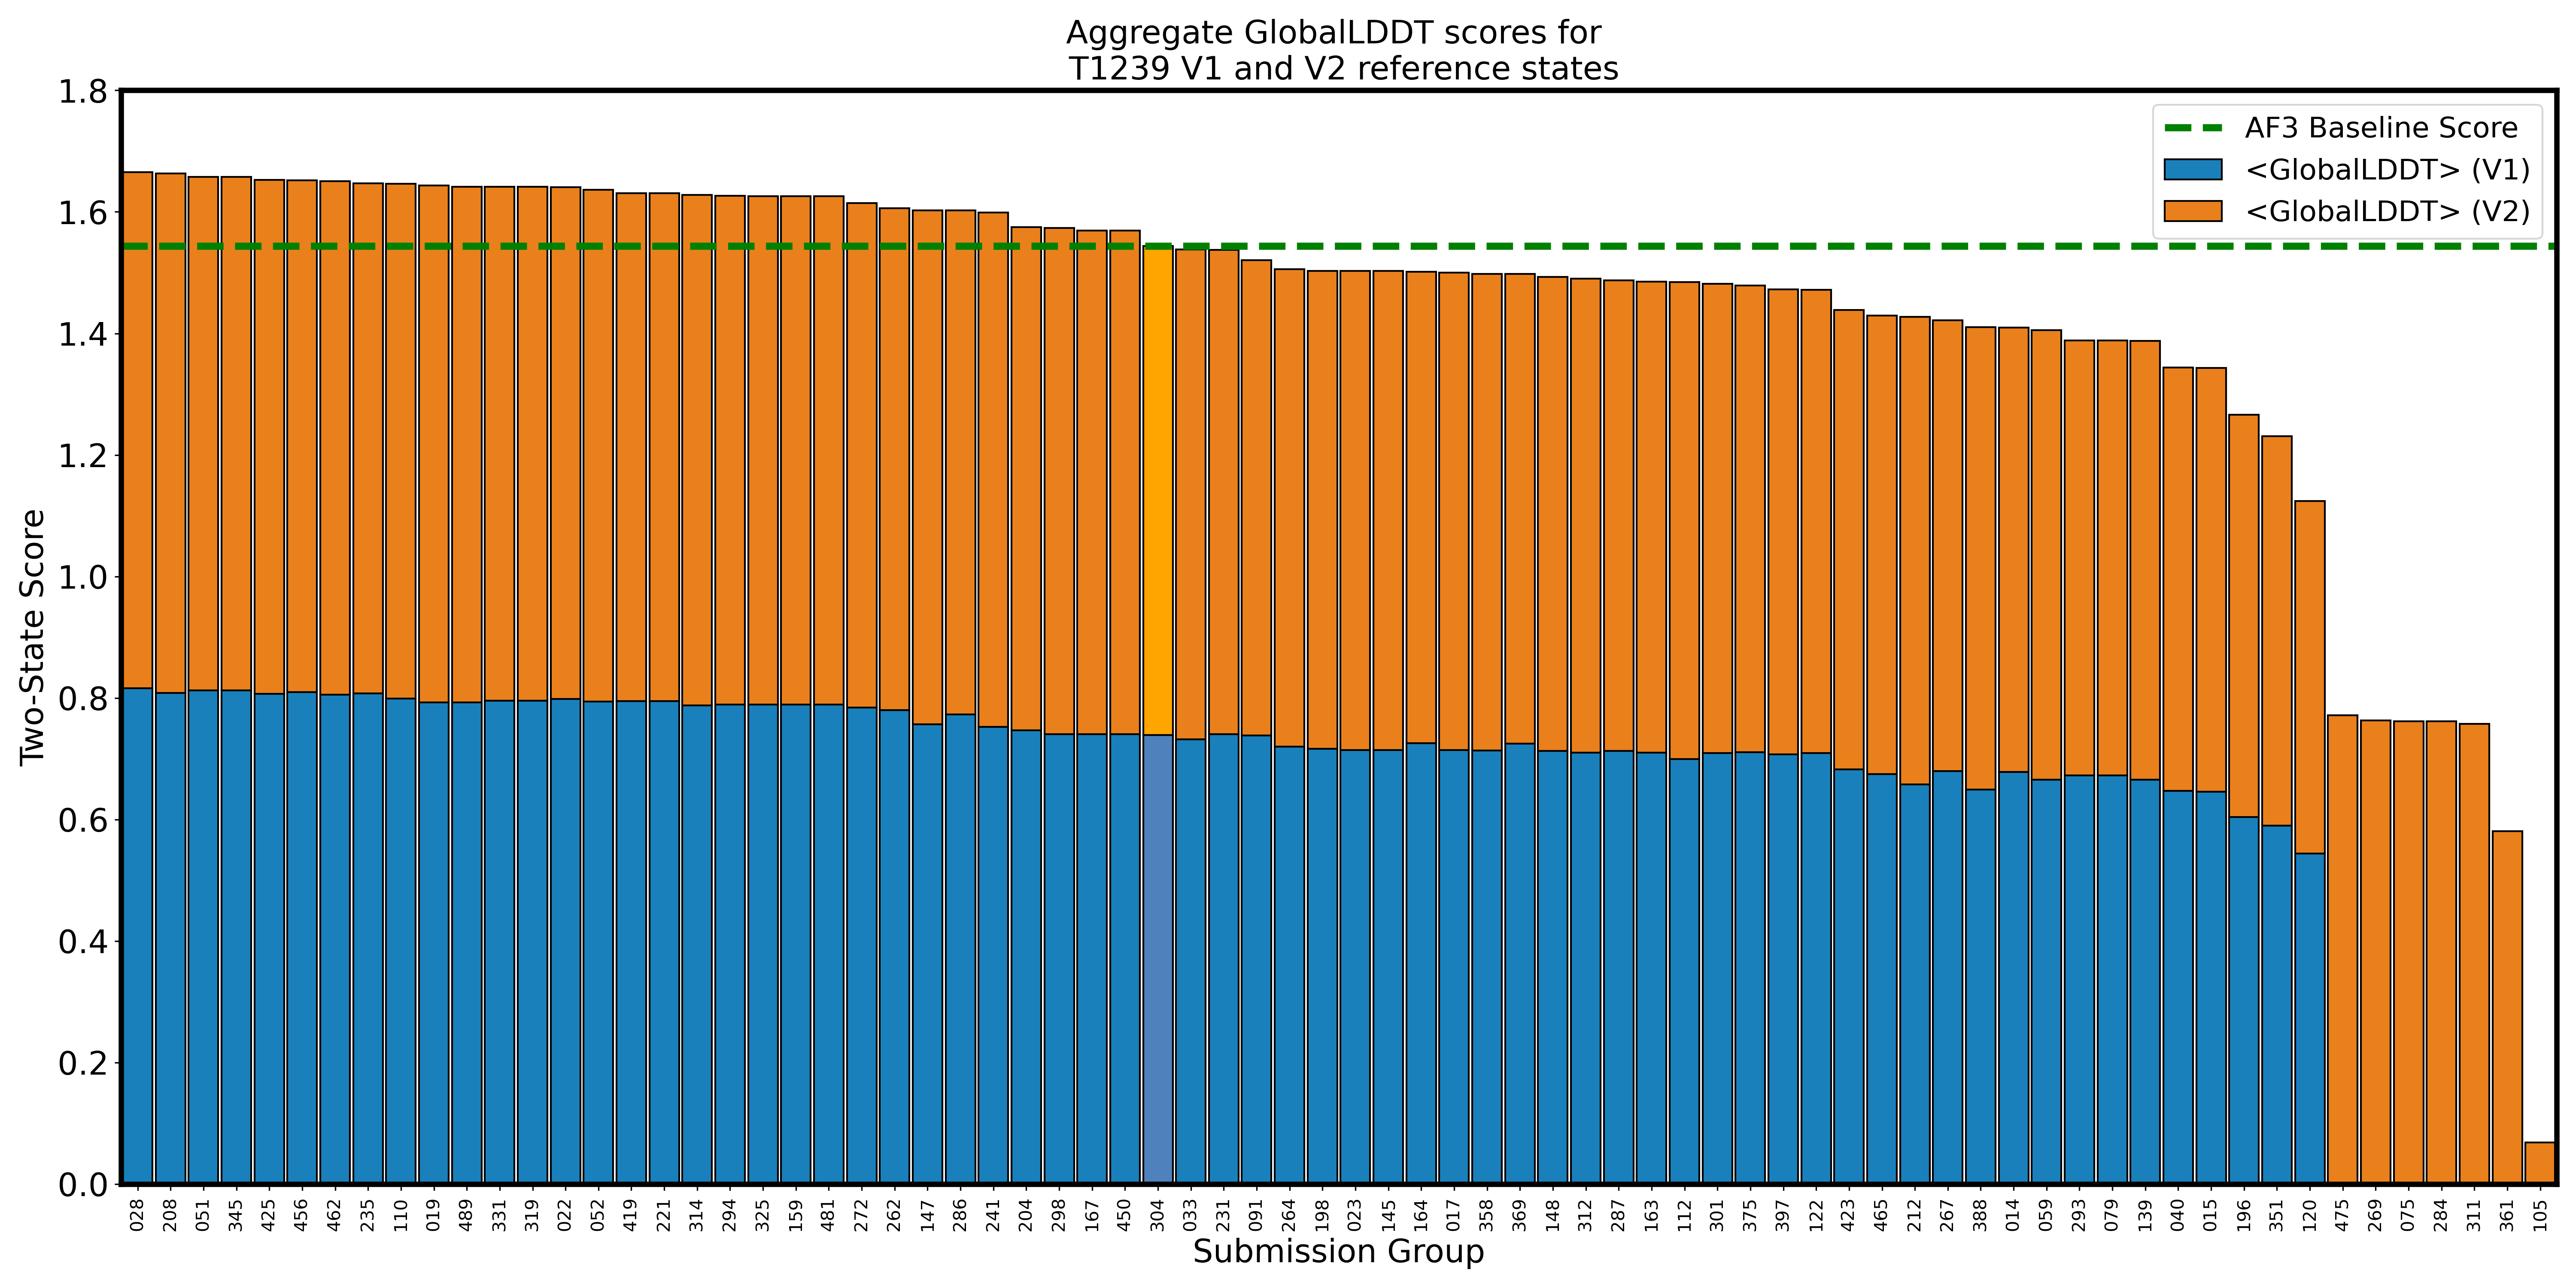 Aggregate GlobalLDDT scores for
T1239 V1 and V2 reference states
AF3 Baseline Score
<GlobalLDDT> (V1)
<GlobalLDDT> (V2)
Two-State Score
1.8
1.6
1.4
1.2
1.0
0.8
0.6
0.4
0.2
0.0
028 208 051 345 425 456 462 235 110 019 489 331 319 022 052 419 221 314 294 325 159 481 272 262 147 286 241 204 298 167 450 304 033 231 091 264 198 023 145 164 017 358 369 148 312 287 163 112 301 375 397 122 423 465 212 267 388 014 059 293 079 139 040 015 196 351 120 475 269 075 284 311 361 105
Submission Group